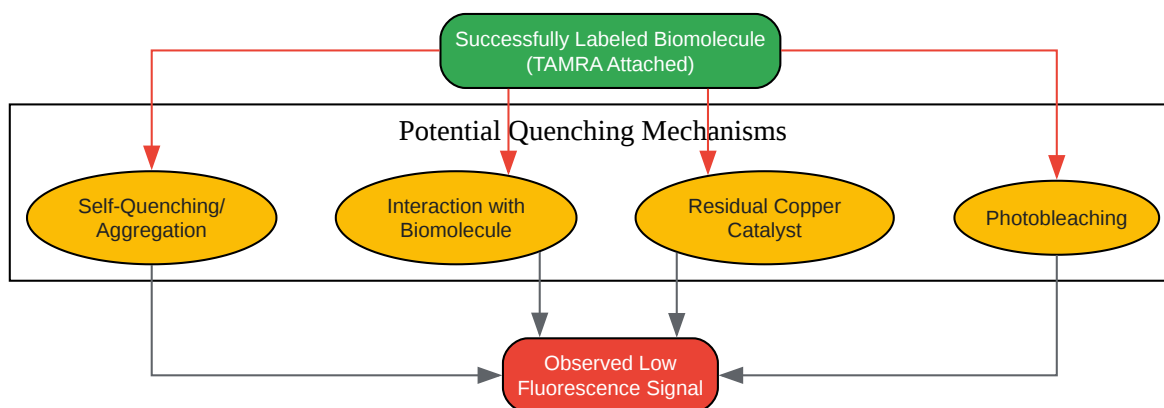 Successfully Labeled Biomolecule
(TAMRA Attached)
Potential Quenching Mechanisms
Self-Quenching/
Aggregation
Interaction with
Biomolecule
Residual Copper
Catalyst
Photobleaching
Observed Low
Fluorescence Signal